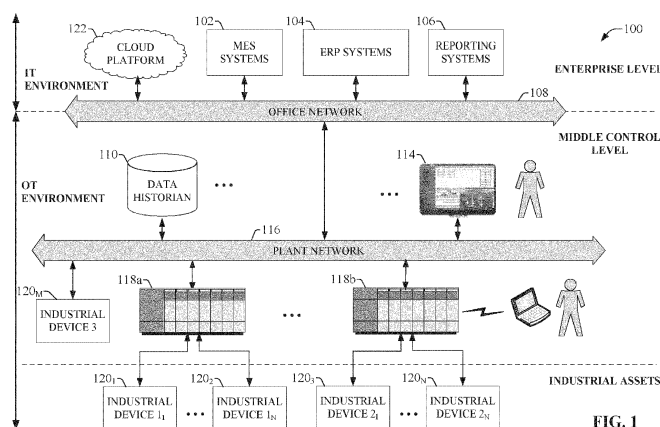 122
CLOUD PLATFORM
102
MES SYSTEMS
104
ERP SYSTEMS
106
REPORTING SYSTEMS
100
IT ENVIRONMENT
ENTERPRISE LEVEL
108
OFFICE NETWORK
MIDDLE CONTROL LEVEL
OT ENVIRONMENT
110
DATA HISTORIAN
...
...
114
116
PLANT NETWORK
120M
INDUSTRIAL DEVICE 3
118a
...
118b
INDUSTRIAL ASSETS
1201
INDUSTRIAL DEVICE 11
...
1202
INDUSTRIAL DEVICE 1N
1203
INDUSTRIAL DEVICE 21
...
120N
INDUSTRIAL DEVICE 2N
FIG. 1